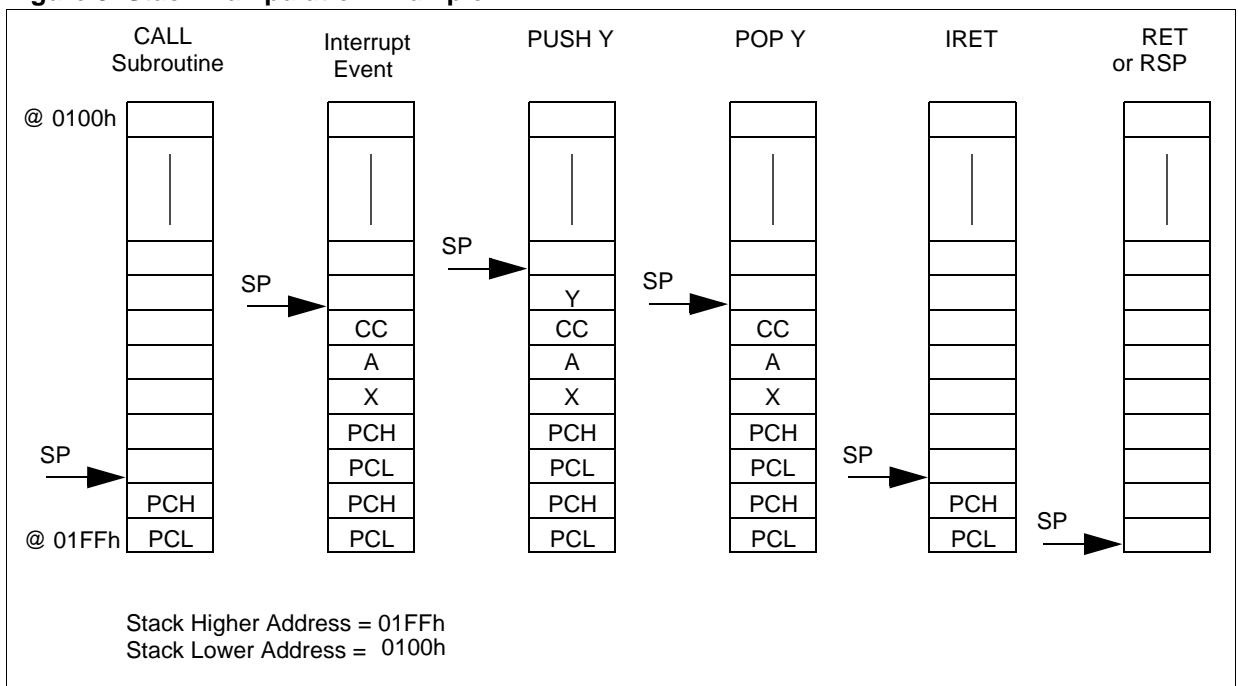 CALL
Subroutine
Interrupt
Event
PUSH Y
POP Y
IRET
RET
or RSP
@ 0100h
SP
SP
SP
Y
CC
CC
CC
A
A
A
X
X
X
PCH
PCH
PCH
SP
PCL
PCL
PCL
SP
PCH
PCH
PCH
PCH
PCH
@ 01FFh
PCL
PCL
PCL
PCL
PCL
SP
Stack Higher Address = 01FFh
Stack Lower Address = 0100h